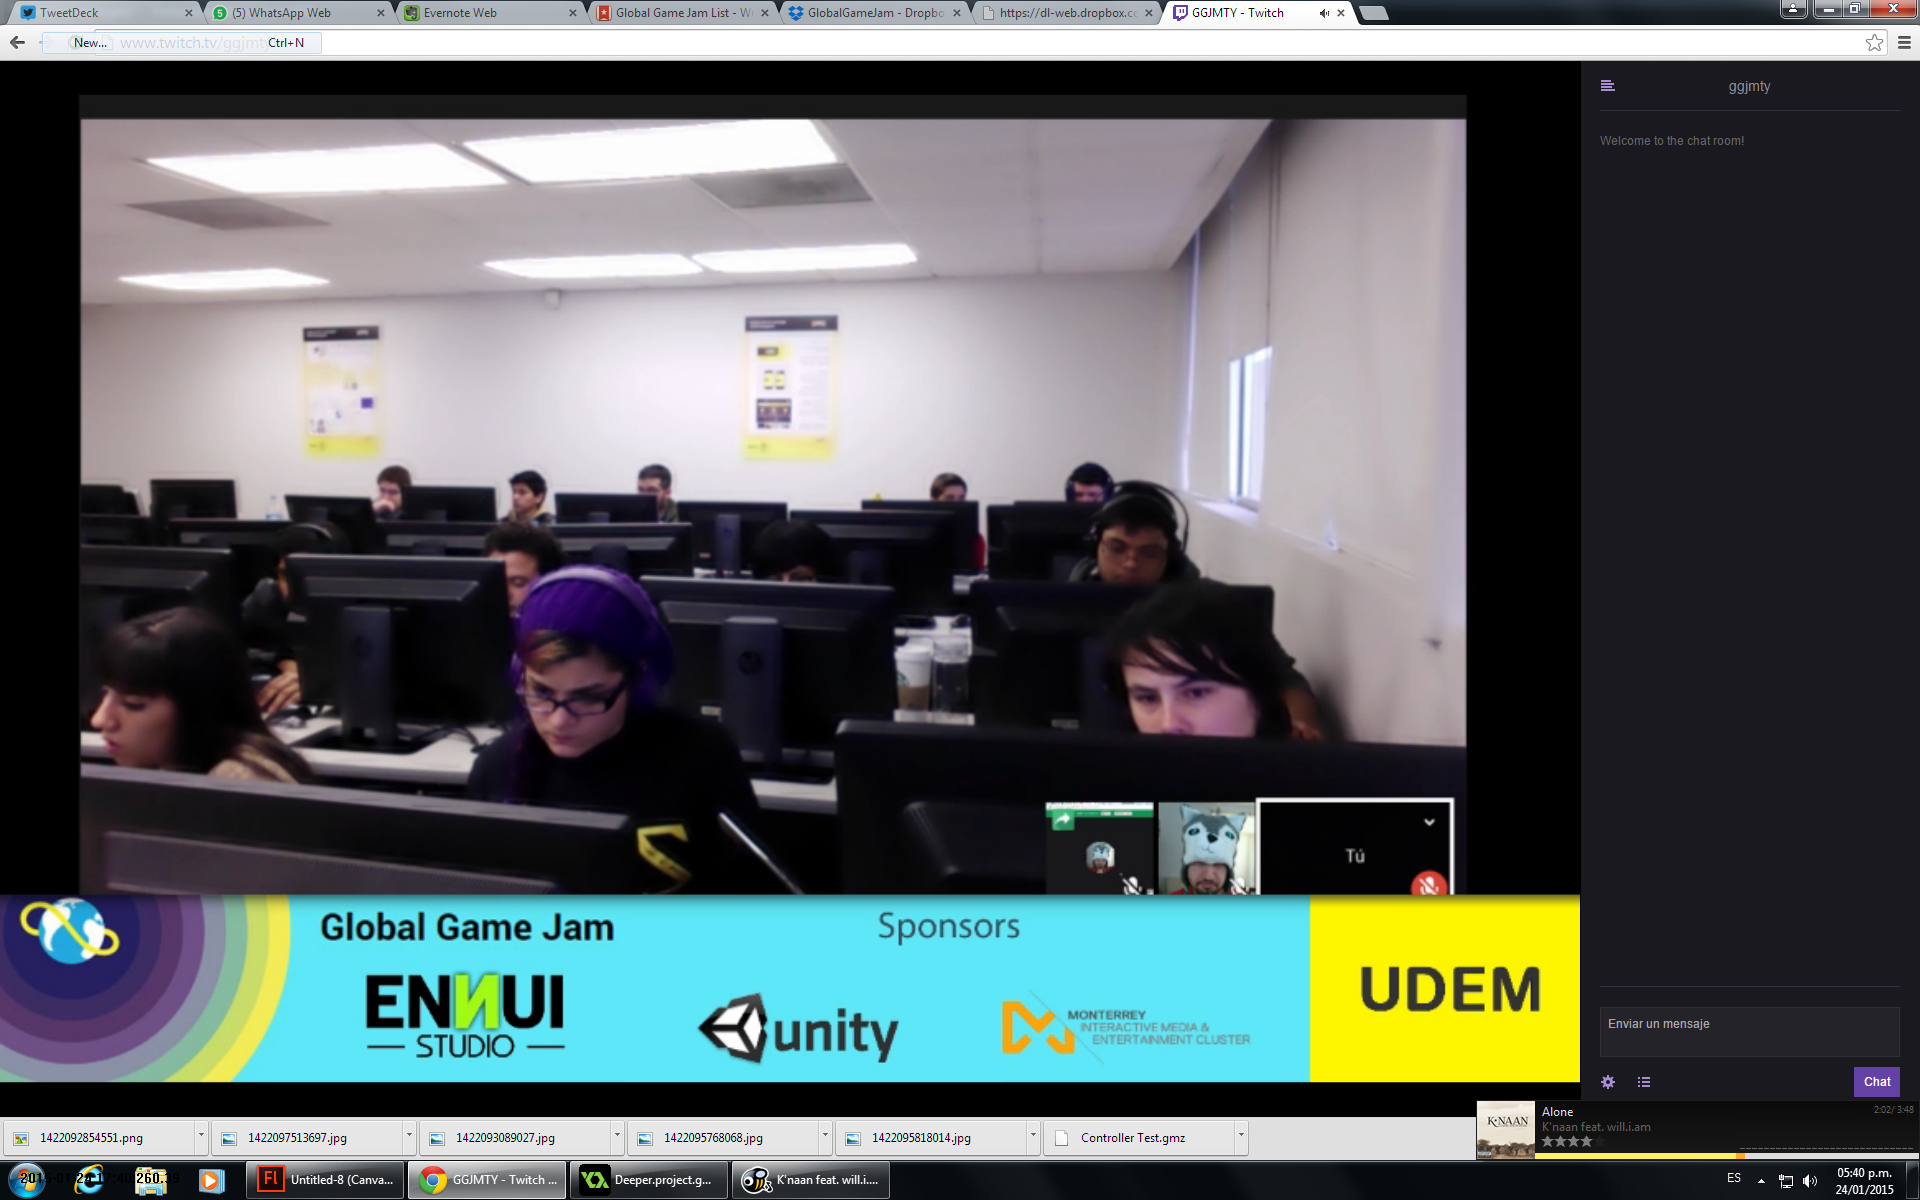 TweetDeck
(5) WhatsApp Web
Evernote Web
Global Game Jam List - W
GlobalGameJam - Dropbo
https://dl-web.dropbox.co
GGJMTY - Twitch
New... Ctrl+N
www.twitch.tv/ggjmt
ggjmty
Welcome to the chat room!
Tú
Global Game Jam
Sponsors
ENNUI
STUDIO
unity
MONTERREY
INTERACTIVE MEDIA &
ENTERTAINMENT CLUSTER
UDEM
Enviar un mensaje
Chat
1422092854551.png
1422097513697.jpg
1422093089027.jpg
1422095768068.jpg
1422095818014.jpg
Controller Test.gmz
K'NAAN
Alone
2:02/ 3:48
K'naan feat. will.i.am
Fl
Untitled-8 (Canva...
GGJMTY - Twitch ...
Deeper.project.g...
K'naan feat. will.i....
ES
05:40 p.m.
24/01/2015